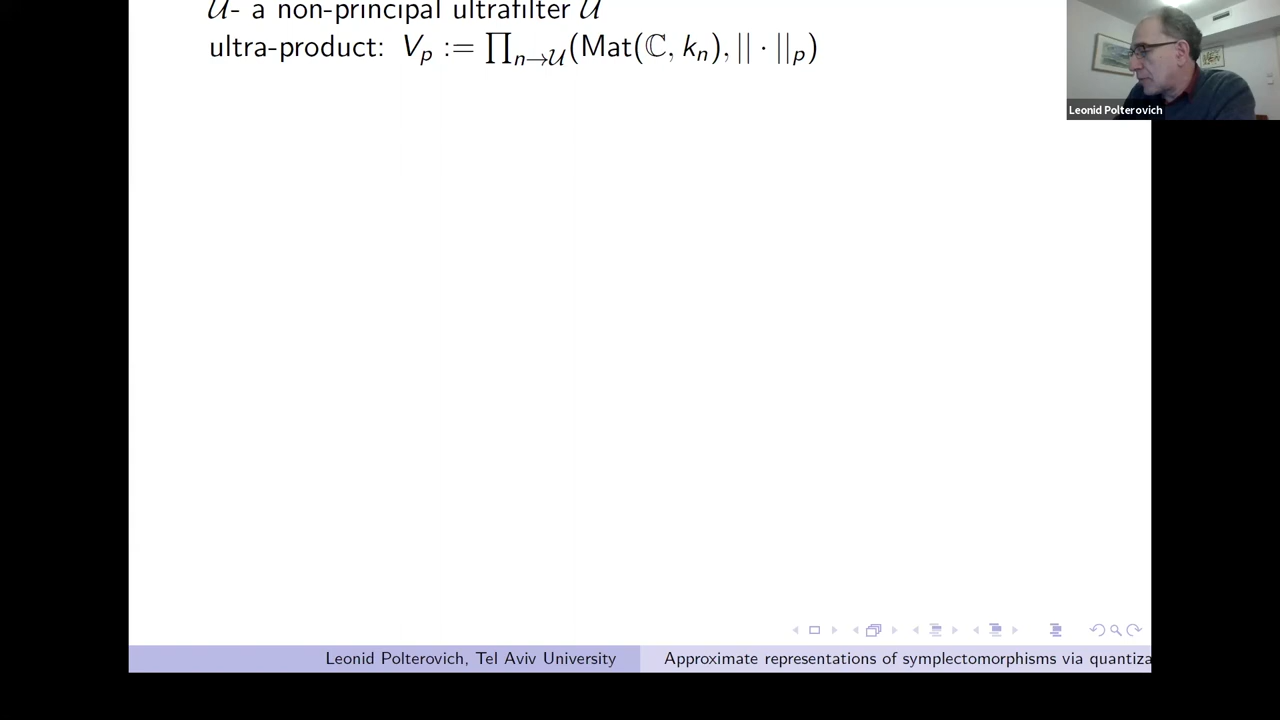 𝒰- a non-principal ultrafilter 𝒰
ultra-product: V_p := ∏_{n→𝒰}(Mat(ℂ, k_n), || · ||_p)
Leonid Polterovich
Leonid Polterovich, Tel Aviv University
Approximate representations of symplectomorphisms via quantiza